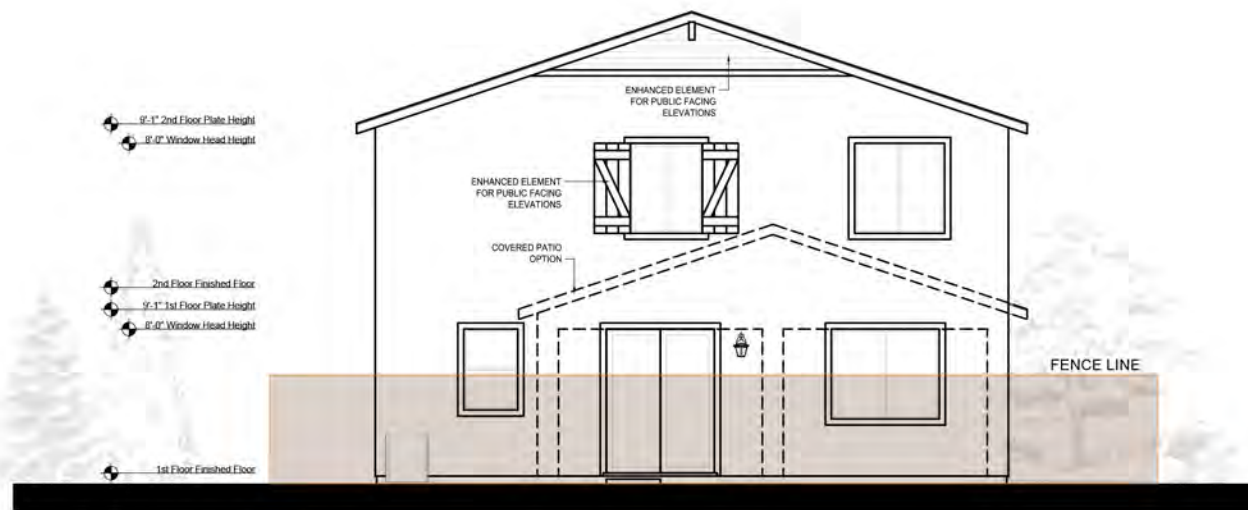 ENHANCED ELEMENT
FOR PUBLIC FACING
ELEVATIONS
9'-1" 2nd Floor Plate Height
8'-0" Window Head Height
ENHANCED ELEMENT
FOR PUBLIC FACING
ELEVATIONS
COVERED PATIO
OPTION
2nd Floor Finished Floor
9'-1" 1st Floor Plate Height
8'-0" Window Head Height
FENCE LINE
1st Floor Finished Floor